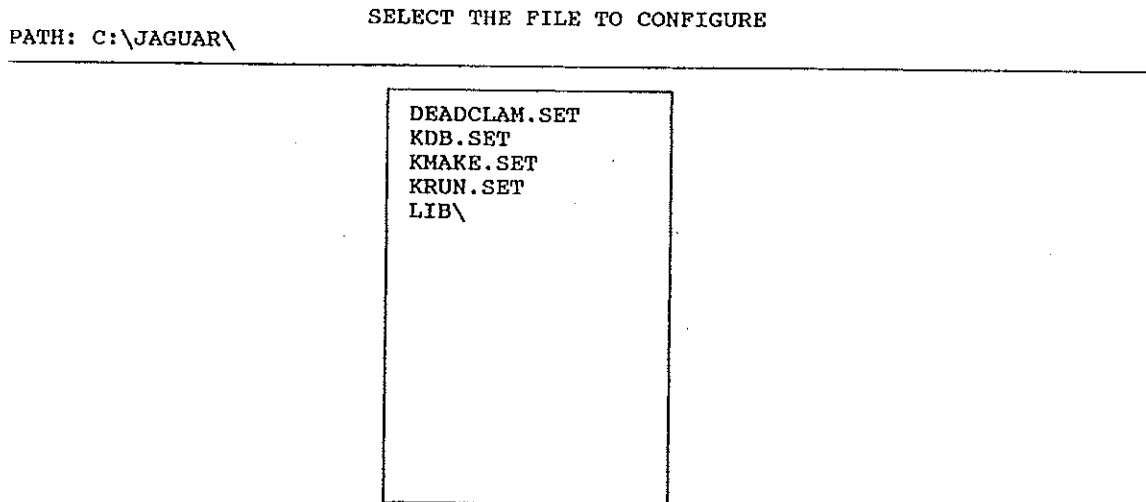 SELECT THE FILE TO CONFIGURE
PATH: C:\JAGUAR\
DEADCLAM.SET
KDB.SET
KMAKE.SET
KRUN.SET
LIB\